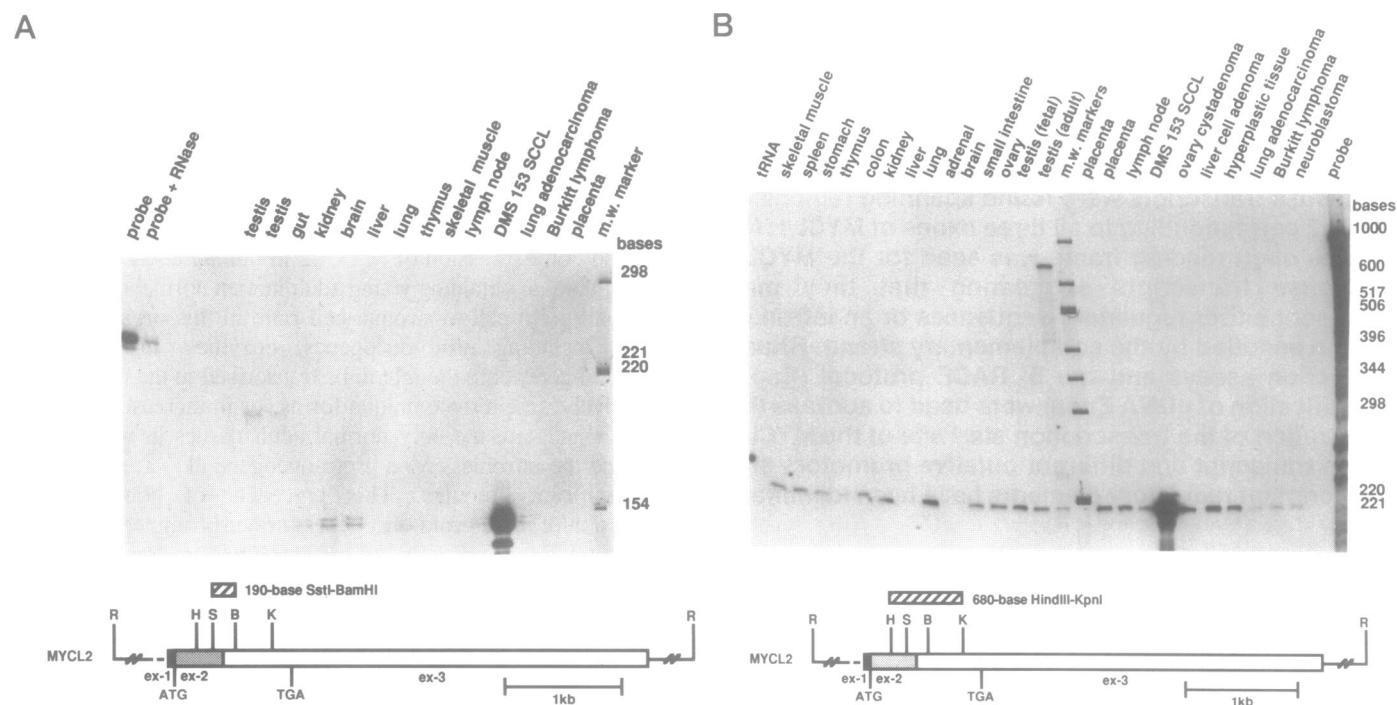 A
probe
probe + RNase
testis
testis
gut
kidney
brain
liver
lung
thymus
skeletal muscle
lymph node
DMS 153 SCCL
lung adenocarcinoma
Burkitt lymphoma
placenta
m.w. marker
bases
298
221
220
154
190-base SstI-BamHI
R
H
S
B
K
R
MYCL2
ex-1
ex-2
ex-3
ATG
TGA
1kb
B
tRNA
skeletal muscle
spleen
stomach
thymus
colon
kidney
liver
lung
adrenal
brain
small intestine
ovary
testis (fetal)
testis (adult)
m.w. markers
placenta
placenta
lymph node
DMS 153 SCCL
ovary cystadenoma
liver cell adenoma
hyperplastic tissue
lung adenocarcinoma
Burkitt lymphoma
neuroblastoma
probe
bases
1000
600
517
506
396
344
298
220
221
680-base HindIII-KpnI
R
H
S
B
K
R
MYCL2
ex-1
ex-2
ex-3
ATG
TGA
1kb